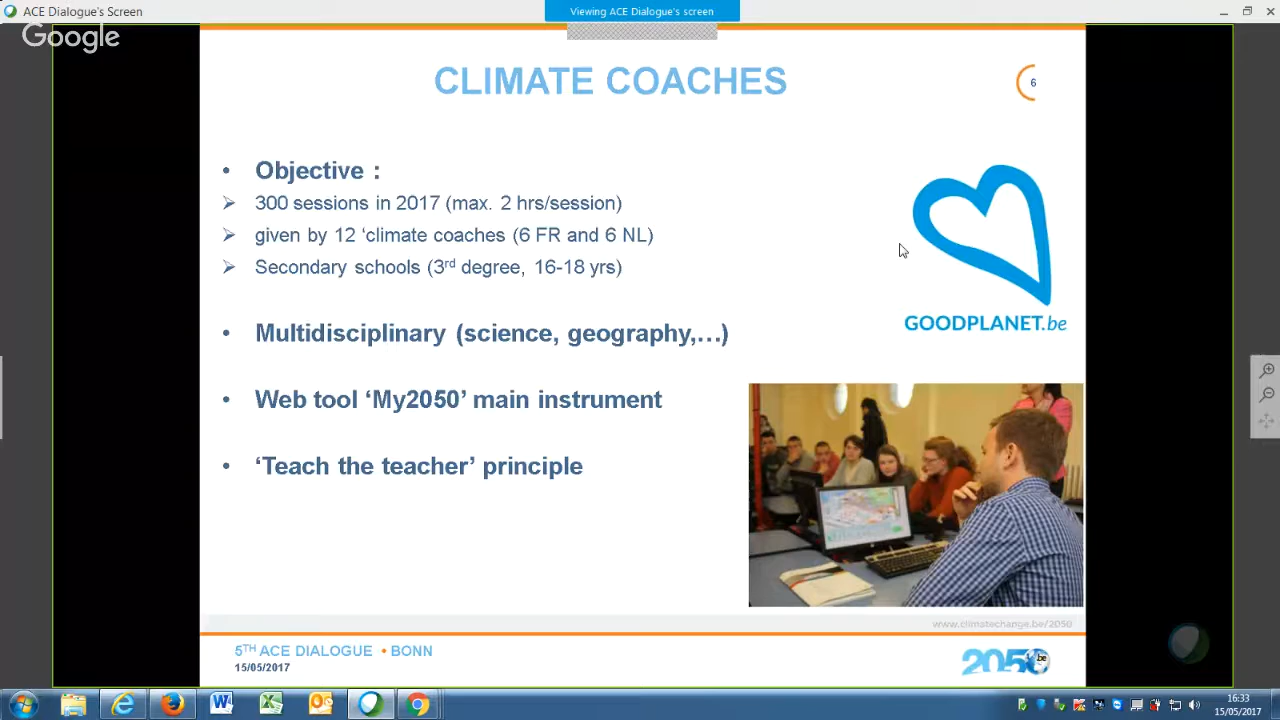 ACE Dialogue's Screen
Viewing ACE Dialogue's screen
Google
CLIMATE COACHES
6
• Objective :
➢ 300 sessions in 2017 (max. 2 hrs/session)
➢ given by 12 ‘climate coaches (6 FR and 6 NL)
➢ Secondary schools (3rd degree, 16-18 yrs)
GOODPLANET.be
• Multidisciplinary (science, geography,…)
• Web tool ‘My2050’ main instrument
• ‘Teach the teacher’ principle
www.climatechange.be/2050
5TH ACE DIALOGUE • BONN
15/05/2017
2050 .be
16:33
15/05/2017